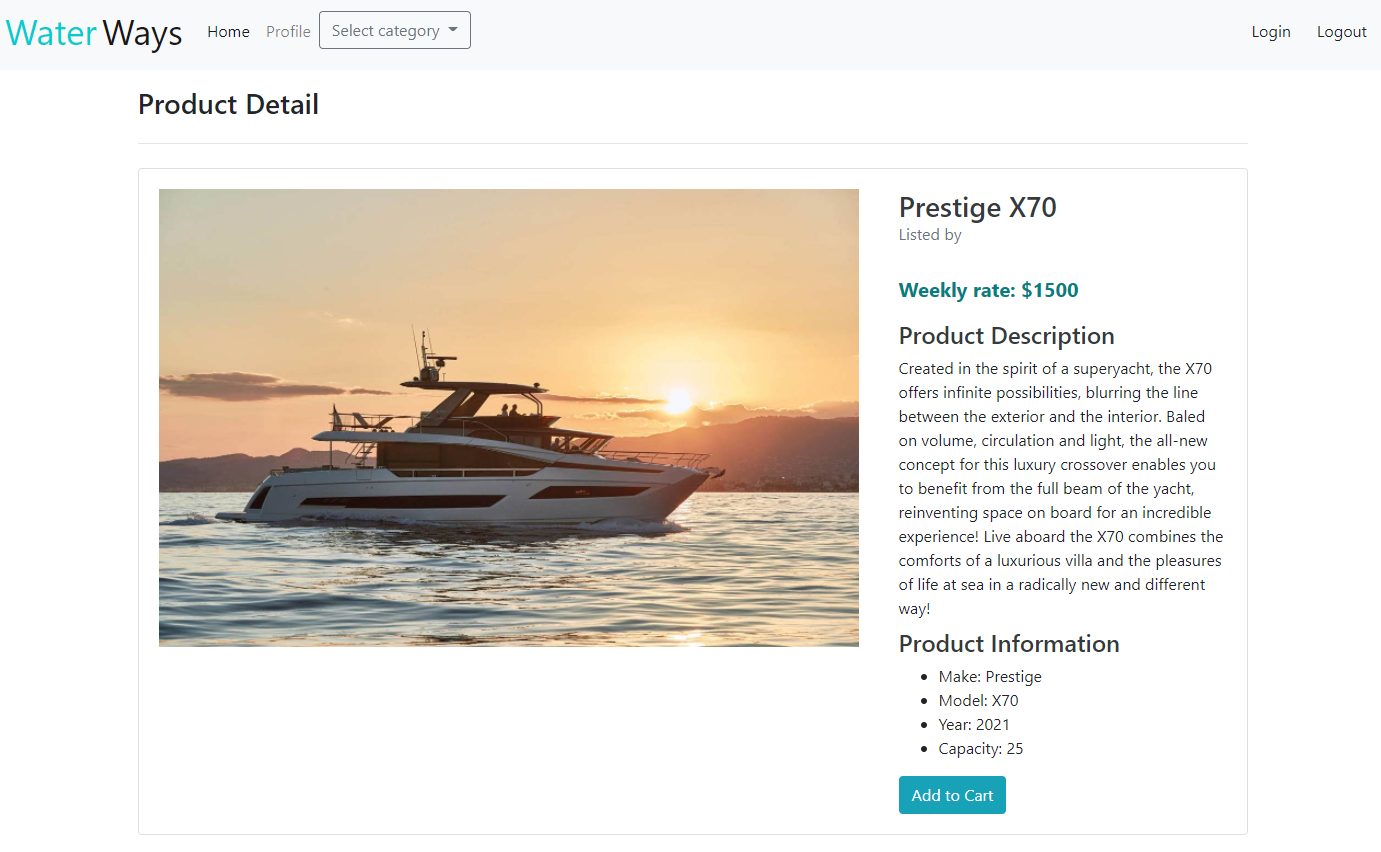 WaterWays Home Profile Select category Login Logout
Product Detail
Prestige X70
Listed by
Weekly rate: $1500
Product Description
Created in the spirit of a superyacht, the X70
offers infinite possibilities, blurring the line
between the exterior and the interior. Baled
on volume, circulation and light, the all-new
concept for this luxury crossover enables you
to benefit from the full beam of the yacht,
reinventing space on board for an incredible
experience! Live aboard the X70 combines the
comforts of a luxurious villa and the pleasures
of life at sea in a radically new and different
way!
Product Information
• Make: Prestige
• Model: X70
• Year: 2021
• Capacity: 25
Add to Cart